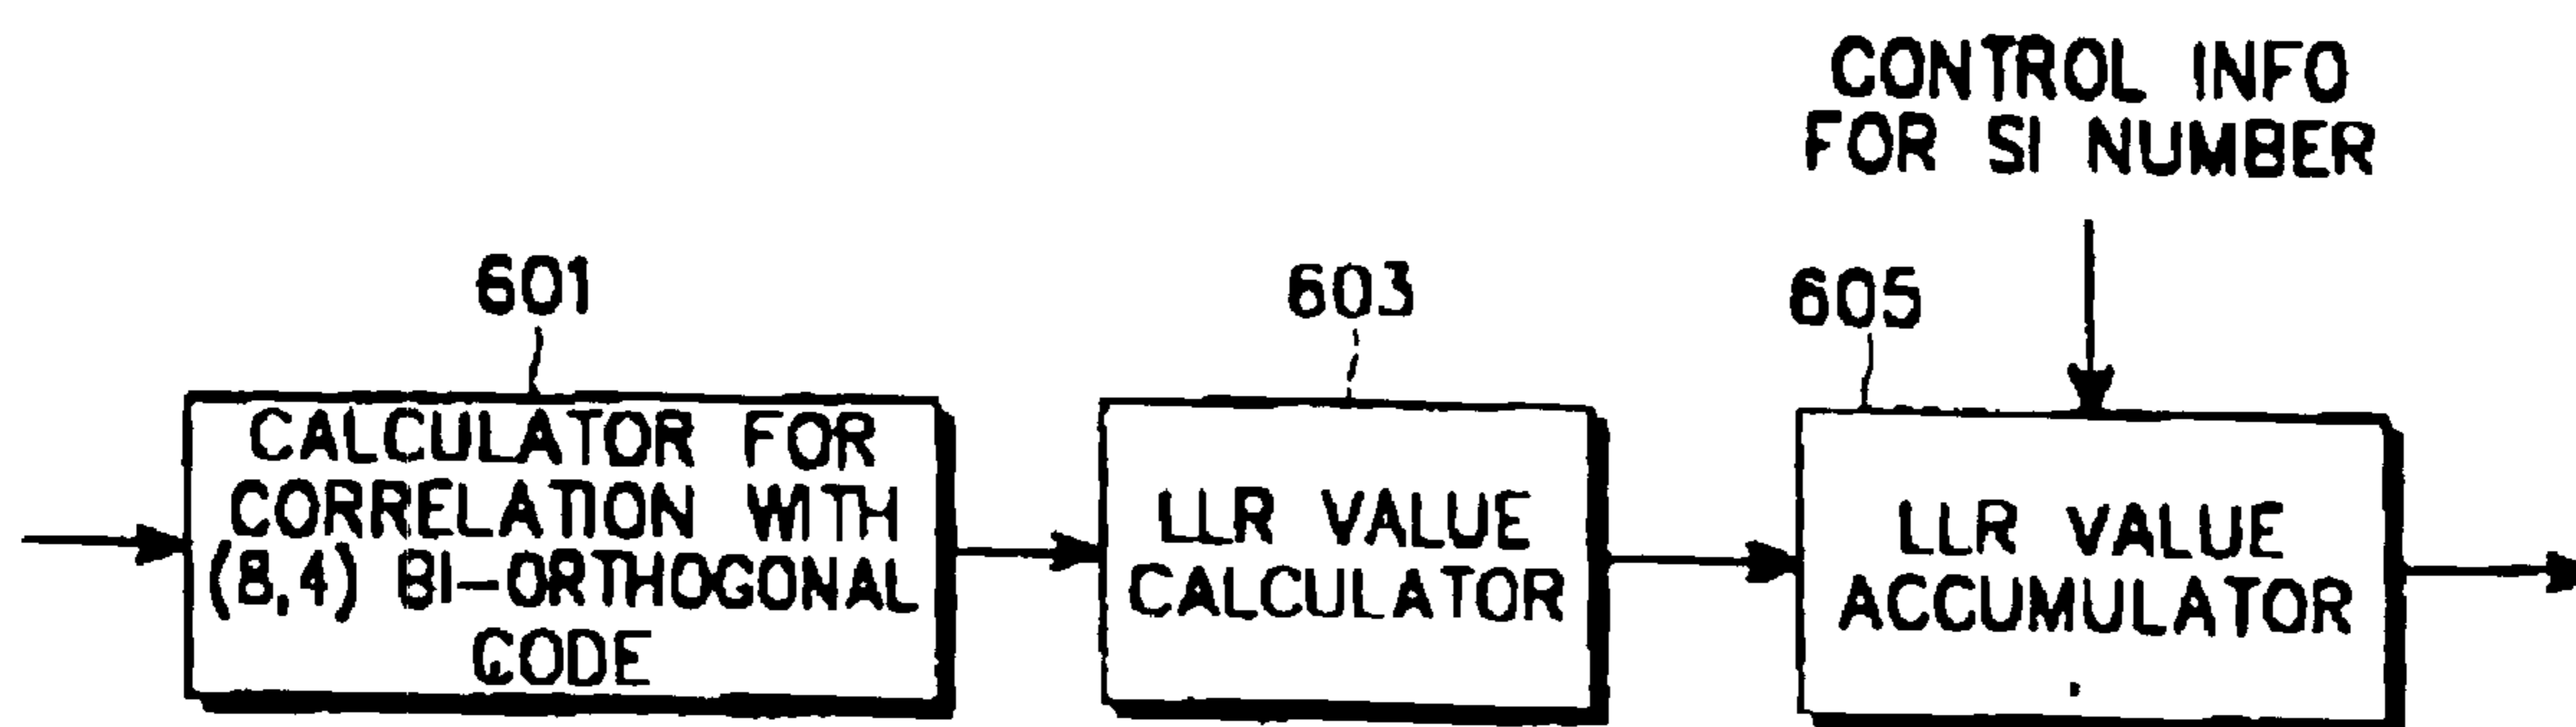 CONTROL INFO
FOR SI NUMBER
601
603
605
CALCULATOR FOR
CORRELATION WITH
(8,4) BI-ORTHOGONAL
CODE
LLR VALUE
CALCULATOR
LLR VALUE
ACCUMULATOR